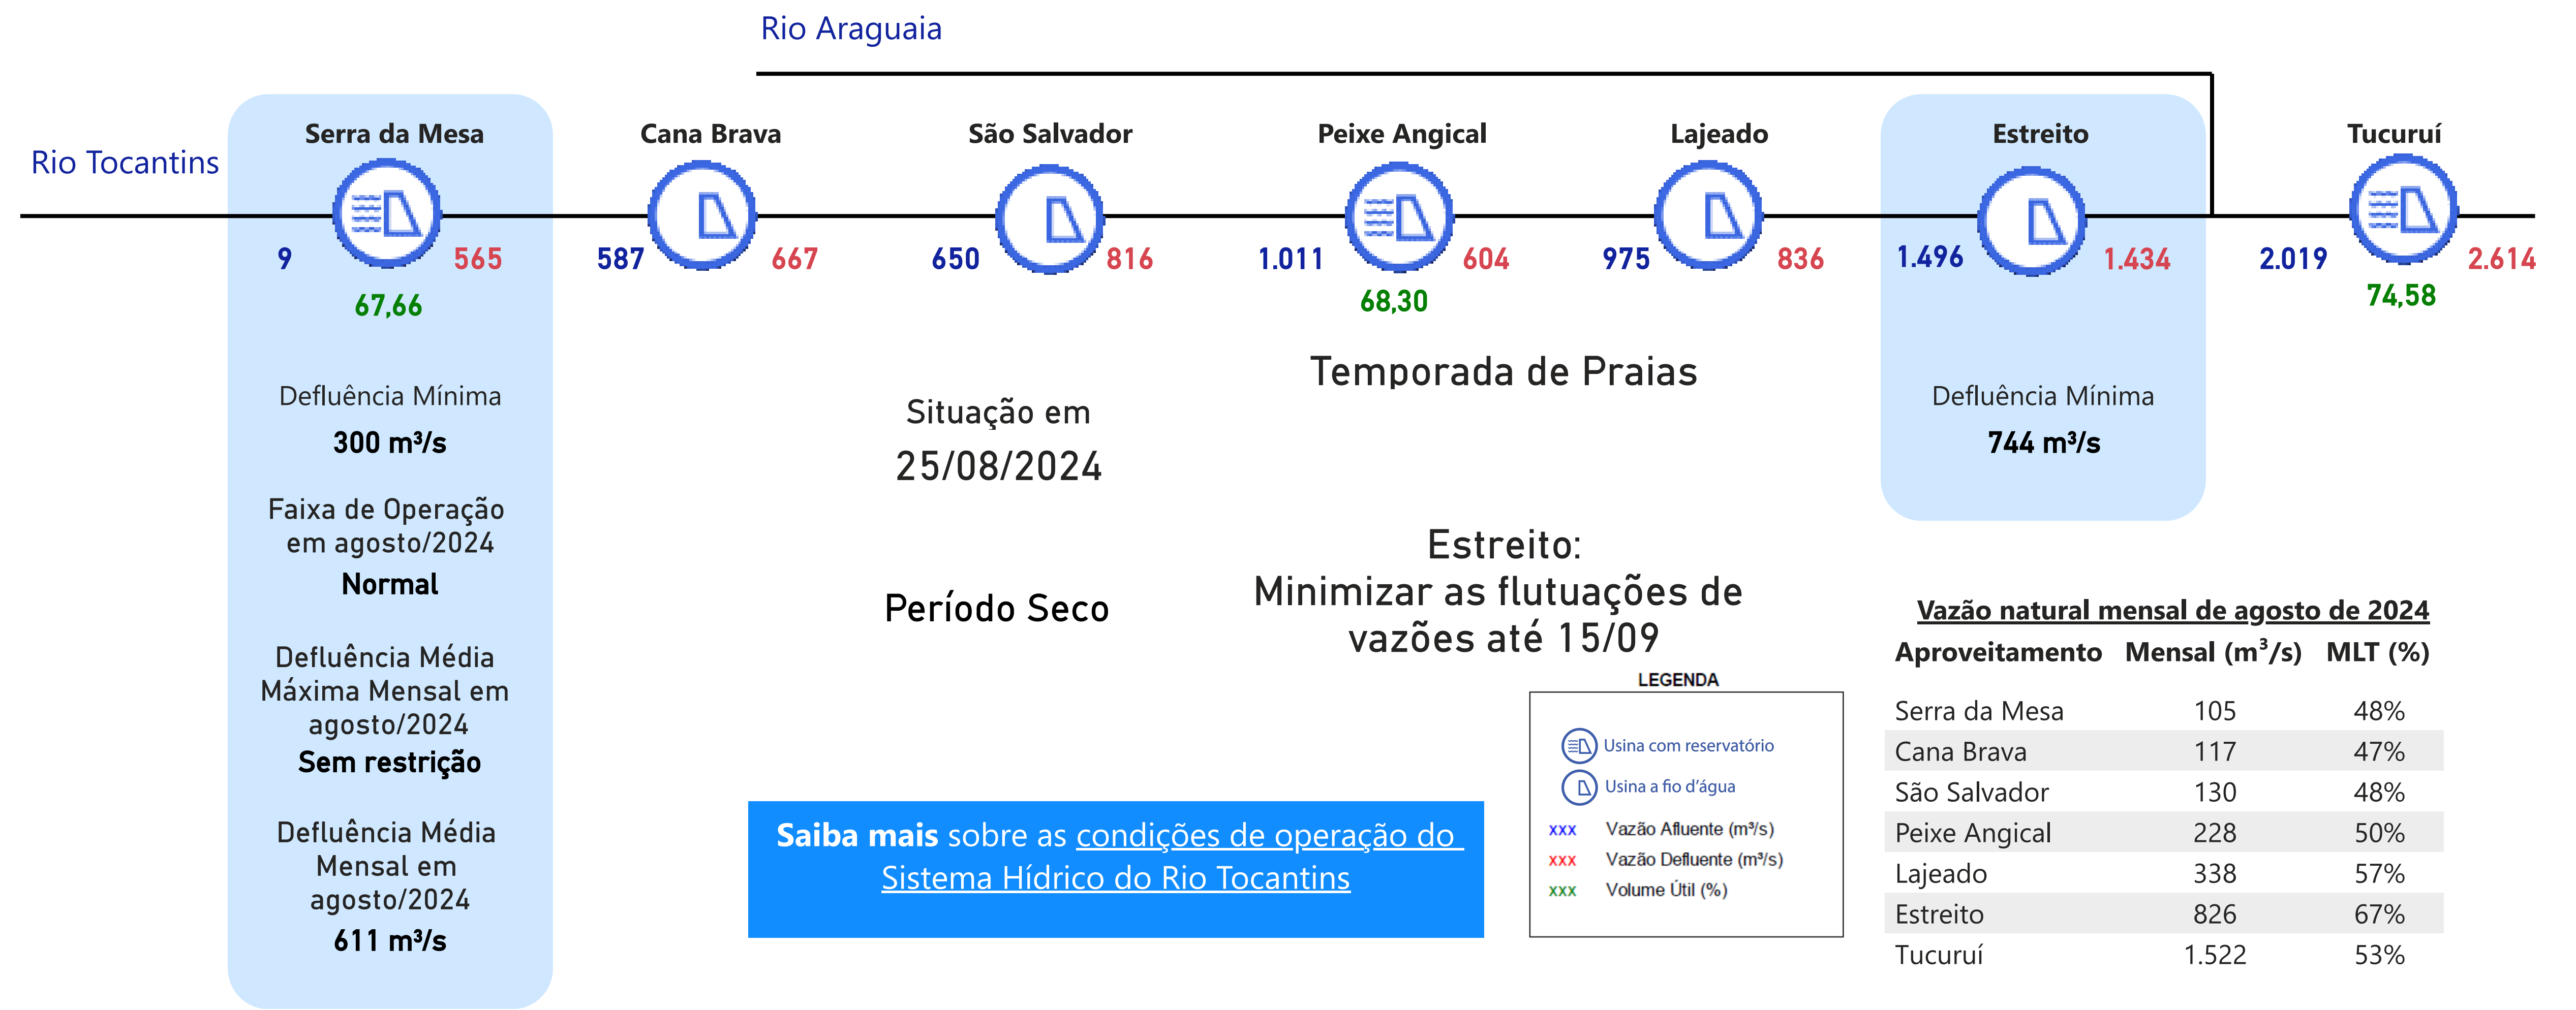 Rio Araguaia
Rio Tocantins
Serra da Mesa
Cana Brava
São Salvador
Peixe Angical
Lajeado
Estreito
Tucuruí
9
565
587
667
650
816
1.011
604
975
836
1.496
1.434
2.019
2.614
67,66
68,30
74,58
Defluência Mínima
300 m³/s
Faixa de Operação
em agosto/2024
Normal
Defluência Média
Máxima Mensal em
agosto/2024
Sem restrição
Defluência Média
Mensal em
agosto/2024
611 m³/s
Situação em
25/08/2024
Período Seco
Temporada de Praias
Estreito:
Minimizar as flutuações de
vazões até 15/09
Defluência Mínima
744 m³/s
Saiba mais sobre as condições de operação do
Sistema Hídrico do Rio Tocantins
LEGENDA
Usina com reservatório
Usina a fio d'água
xxx Vazão Afluente (m³/s)
xxx Vazão Defluente (m³/s)
xxx Volume Útil (%)
Vazão natural mensal de agosto de 2024
Aproveitamento Mensal (m³/s) MLT (%)
Serra da Mesa 105 48%
Cana Brava 117 47%
São Salvador 130 48%
Peixe Angical 228 50%
Lajeado 338 57%
Estreito 826 67%
Tucuruí 1.522 53%